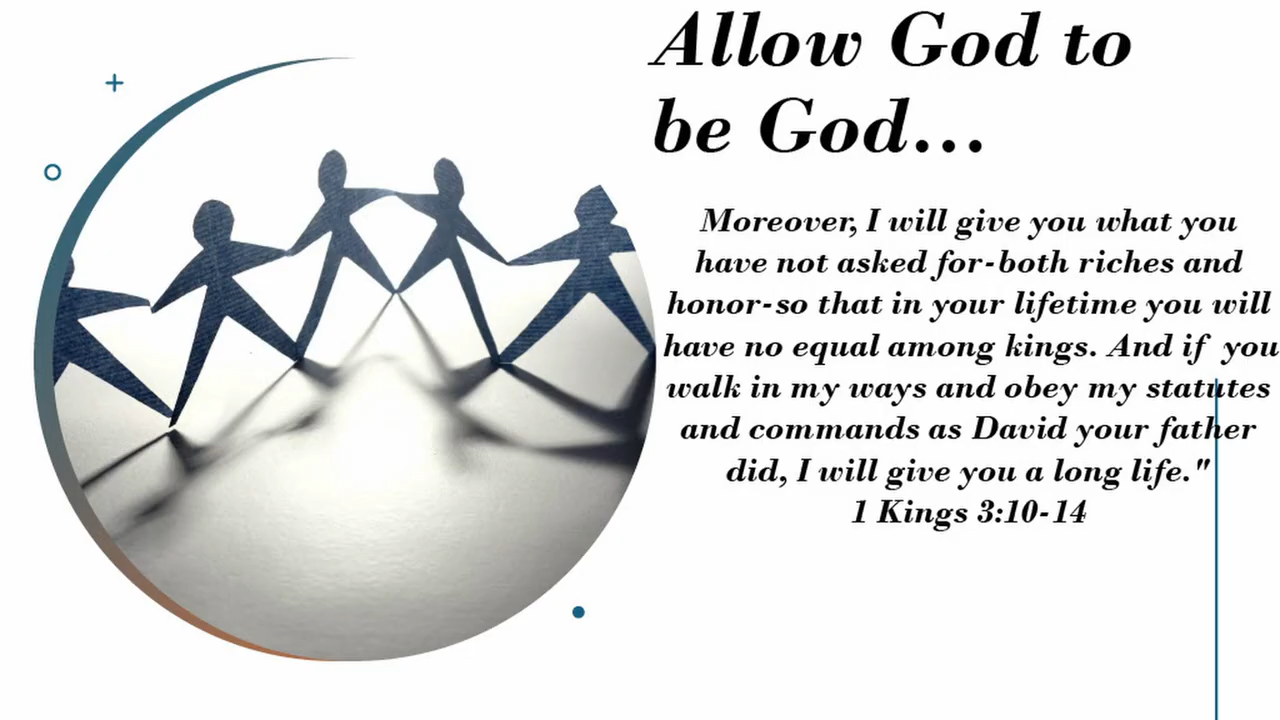 Allow God to
be God...
Moreover, I will give you what you
have not asked for-both riches and
honor-so that in your lifetime you will
have no equal among kings. And if you
walk in my ways and obey my statutes
and commands as David your father
did, I will give you a long life."
1 Kings 3:10-14